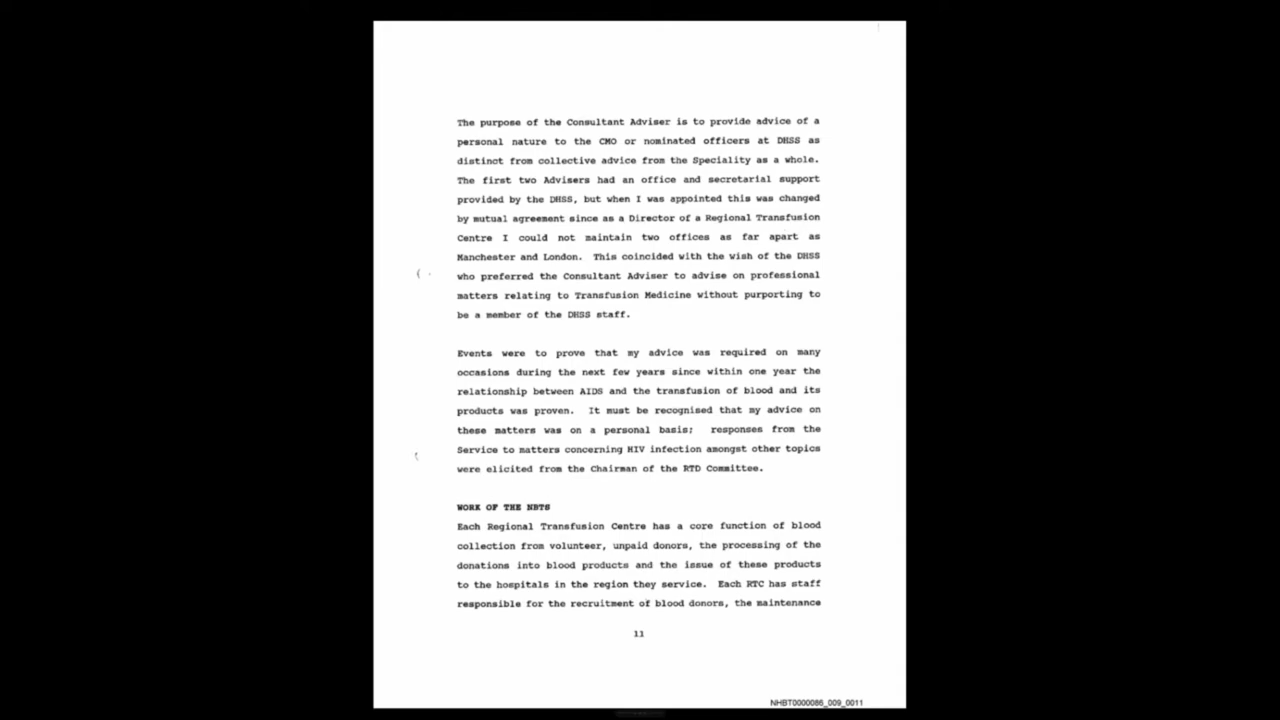 The purpose of the Consultant Adviser is to provide advice of a
personal nature to the CMO or nominated officers at DHSS as
distinct from collective advice from the Speciality as a whole.
The first two Advisers had an office and secretarial support
provided by the DHSS, but when I was appointed this was changed
by mutual agreement since as a Director of a Regional Transfusion
Centre I could not maintain two offices as far apart as
Manchester and London. This coincided with the wish of the DHSS
who preferred the Consultant Adviser to advise on professional
matters relating to Transfusion Medicine without purporting to
be a member of the DHSS staff.
Events were to prove that my advice was required on many
occasions during the next few years since within one year the
relationship between AIDS and the transfusion of blood and its
products was proven. It must be recognised that my advice on
these matters was on a personal basis; responses from the
Service to matters concerning HIV infection amongst other topics
were elicited from the Chairman of the RTD Committee.
WORK OF THE NBTS
Each Regional Transfusion Centre has a core function of blood
collection from volunteer, unpaid donors, the processing of the
donations into blood products and the issue of these products
to the hospitals in the region they service. Each RTC has staff
responsible for the recruitment of blood donors, the maintenance
11
NHBT0000086_009_0011